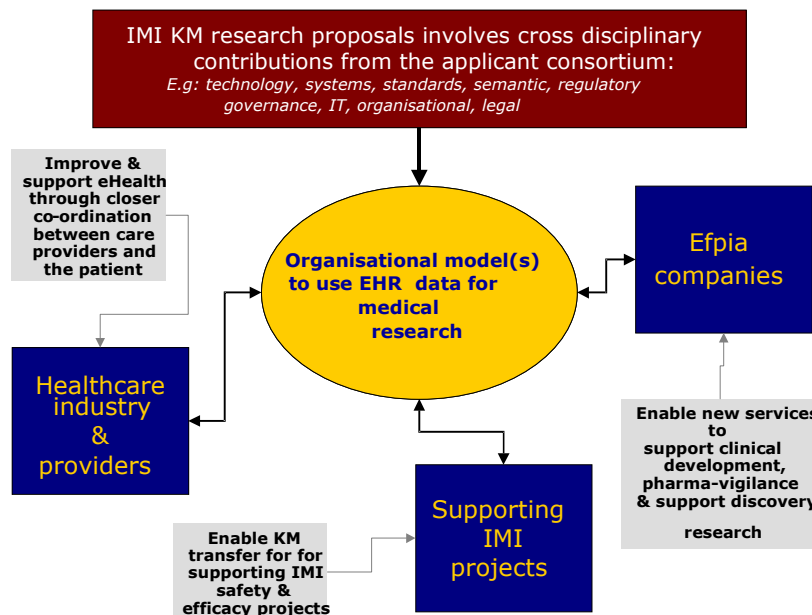 IMI KM research proposals involves cross disciplinary
contributions from the applicant consortium:
E.g: technology, systems, standards, semantic, regulatory
governance, IT, organisational, legal
Improve &
support eHealth
through closer
co-ordination
between care
providers and
the patient
Organisational model(s)
to use EHR data for
medical
research
Efpia
companies
Healthcare
industry
&
providers
Enable new services
to
support clinical
development,
pharma-vigilance
& support discovery
research
Supporting
IMI
projects
Enable KM
transfer for for
supporting IMI
safety &
efficacy projects